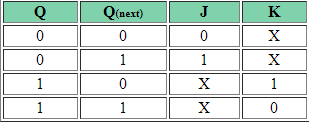 Q Q(next) J K
0 0 0 X
0 1 1 X
1 0 X 1
1 1 X 0